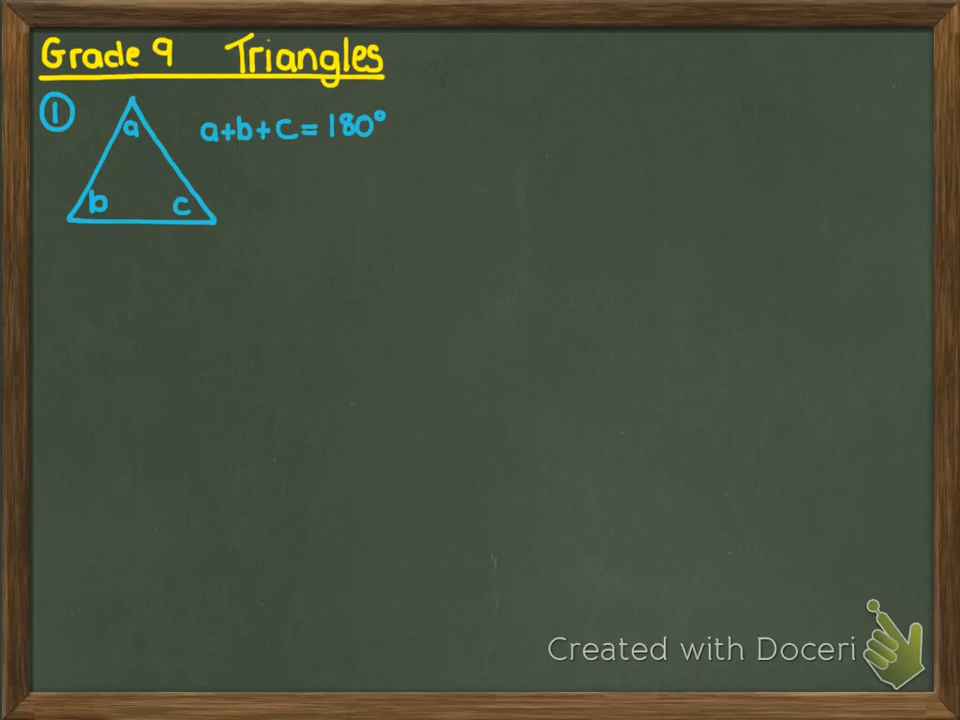 Grade 9 Triangles
① a a+b+c=180°
b c
Created with Doceri